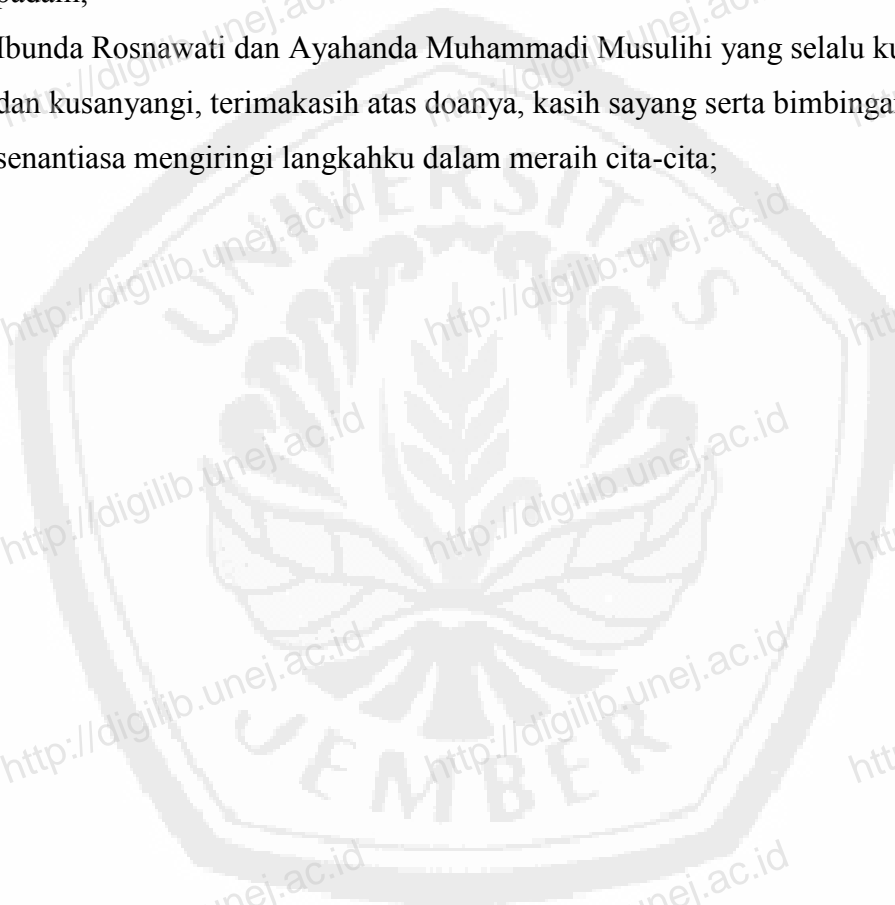 Ibunda Rosnawati dan Ayahanda Muhammadi Musulihi yang selalu
dan kusanyangi, terimakasih atas doanya, kasih sayang serta
senantiasa mengiringi langkahku dalam meraih cita-cita;
UNIVERSITAS
http://digilib.unej.ac.id http://digilib.unej.ac.id
http://digilib.unej.ac.id http://digilib.unej.ac.id
http://digilib.unej.ac.id http://digilib.unej.ac.id
JEMBER